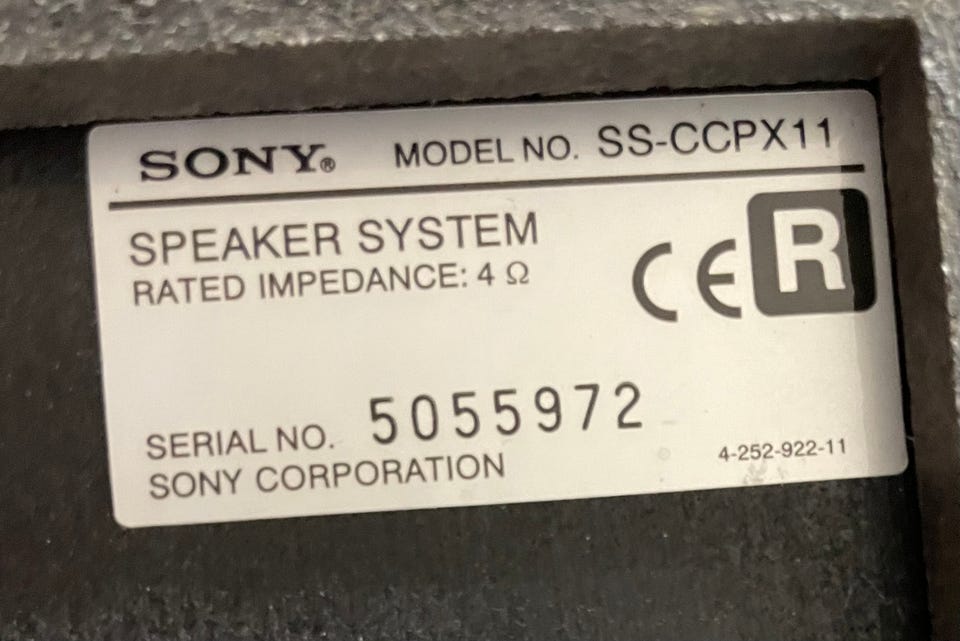 SONY® MODEL NO. SS-CCPX11
SPEAKER SYSTEM
RATED IMPEDANCE: 4 Ω
CE R
SERIAL NO. 5055972
SONY CORPORATION
4-252-922-11